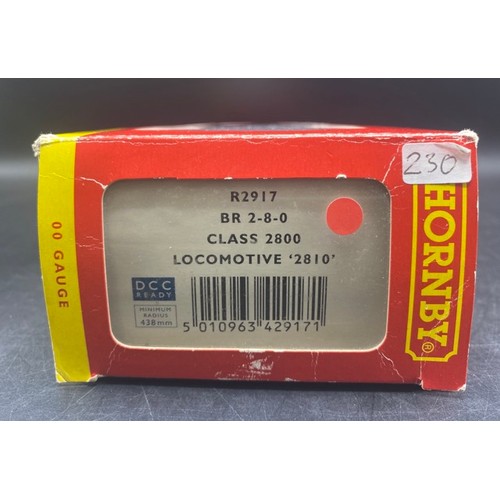 230
R2917
BR 2-8-0
CLASS 2800
LOCOMOTIVE '2810'
DCC
READY
MINIMUM
RADIUS
438mm
5 010963 429171
00 GAUGE
HORNBY®